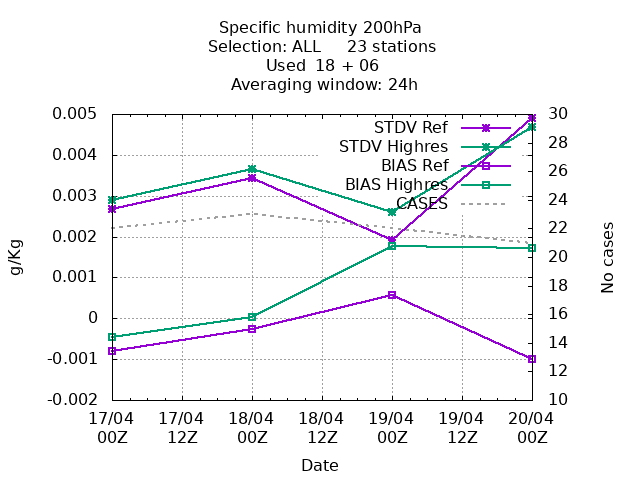 Specific humidity 200hPa
Selection: ALL     23 stations
Used  18 + 06
Averaging window: 24h
STDV Ref
STDV Highres
BIAS Ref
BIAS Highres
CASES
0.005
0.004
0.003
0.002
0.001
0
-0.001
-0.002
g/Kg
30
28
26
24
22
20
18
16
14
12
10
No cases
17/04 17/04 18/04 18/04 19/04 19/04 20/04
00Z 12Z 00Z 12Z 00Z 12Z 00Z
Date